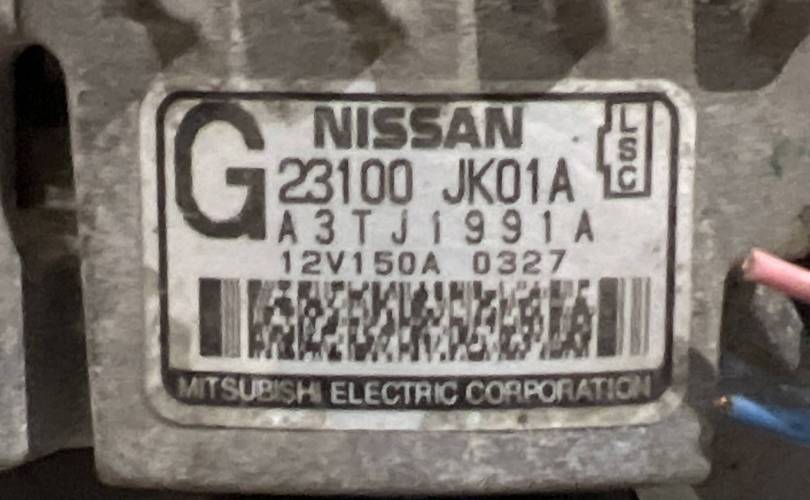 G
NISSAN
LSC
23100 JK01A
A3TJ1991A
12V150A 0327
MITSUBISHI ELECTRIC CORPORATION